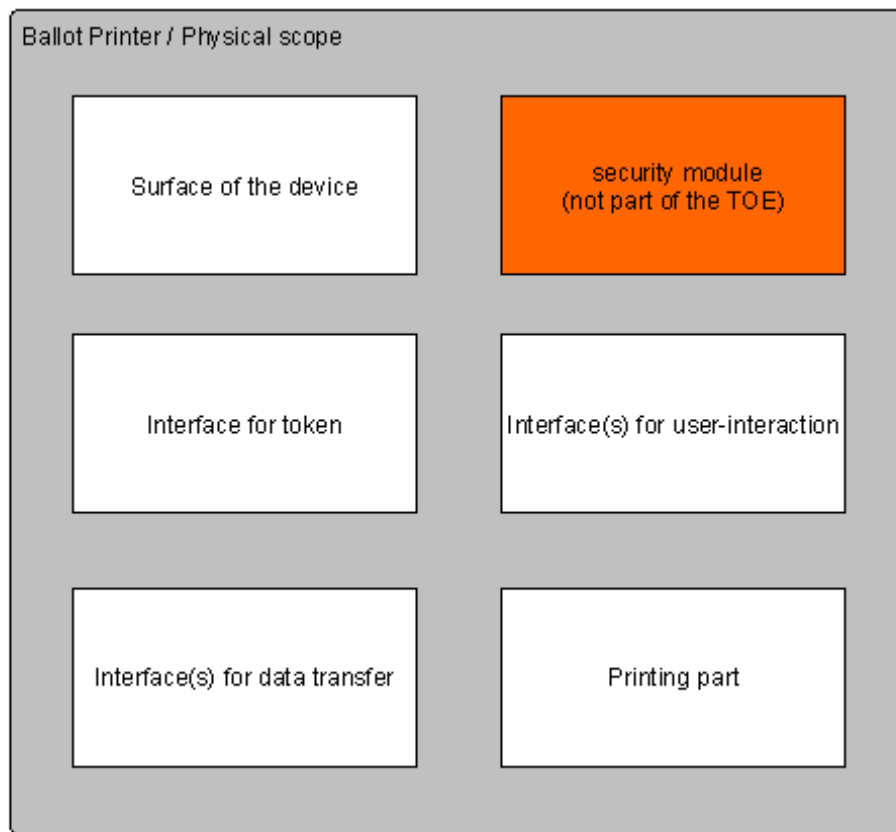 Ballot Printer / Physical scope
Surface of the device
security module
(not part of the TOE)
Interface for token
Interface(s) for user-interaction
Interface(s) for data transfer
Printing part